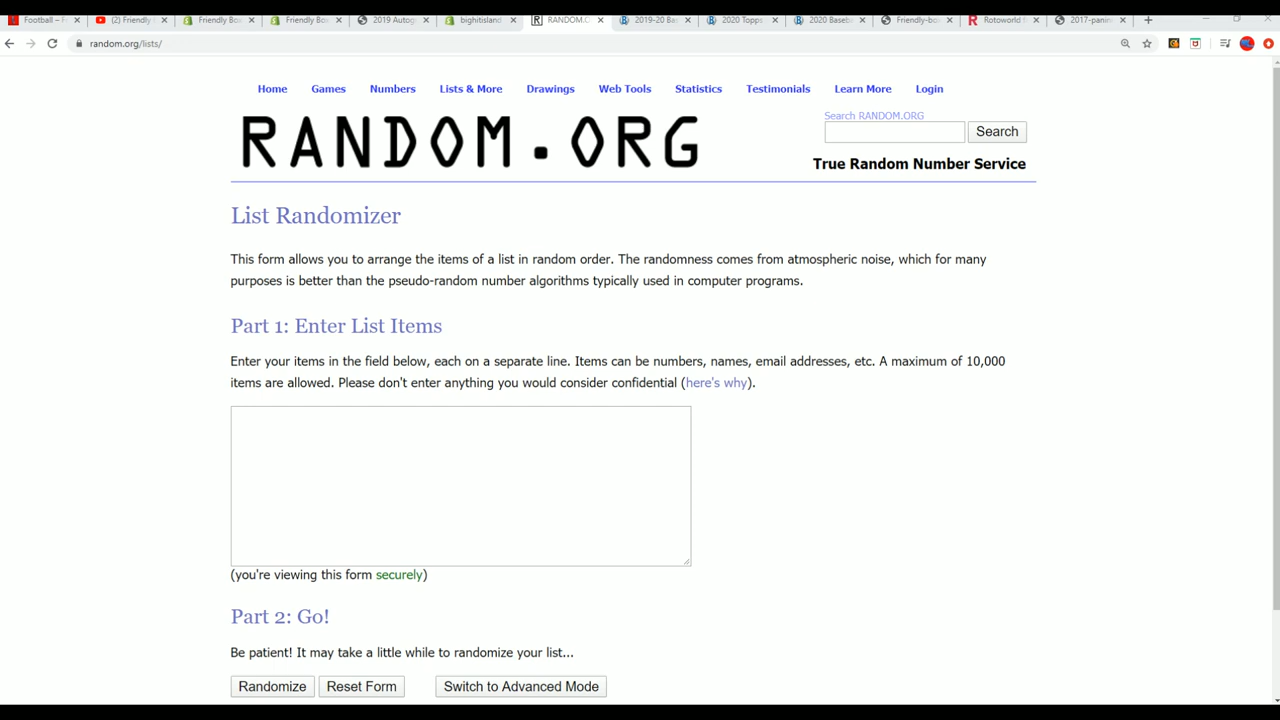 Football – F
(2) Friendly
Friendly Bo
Friendly Bo
2019 Autog
bighitisland
RANDOM.O
2019-20 Ba
2020 Topps
2020 Baseb
Friendly-bo
Rotoworld
2017-panin
random.org/lists/
Home Games Numbers Lists & More Drawings Web Tools Statistics Testimonials Learn More Login
RANDOM.ORG
Search RANDOM.ORG
Search
True Random Number Service
List Randomizer
This form allows you to arrange the items of a list in random order. The randomness comes from atmospheric noise, which for many
purposes is better than the pseudo-random number algorithms typically used in computer programs.
Part 1: Enter List Items
Enter your items in the field below, each on a separate line. Items can be numbers, names, email addresses, etc. A maximum of 10,000
items are allowed. Please don't enter anything you would consider confidential (here's why).
(you're viewing this form securely)
Part 2: Go!
Be patient! It may take a little while to randomize your list...
Randomize Reset Form Switch to Advanced Mode